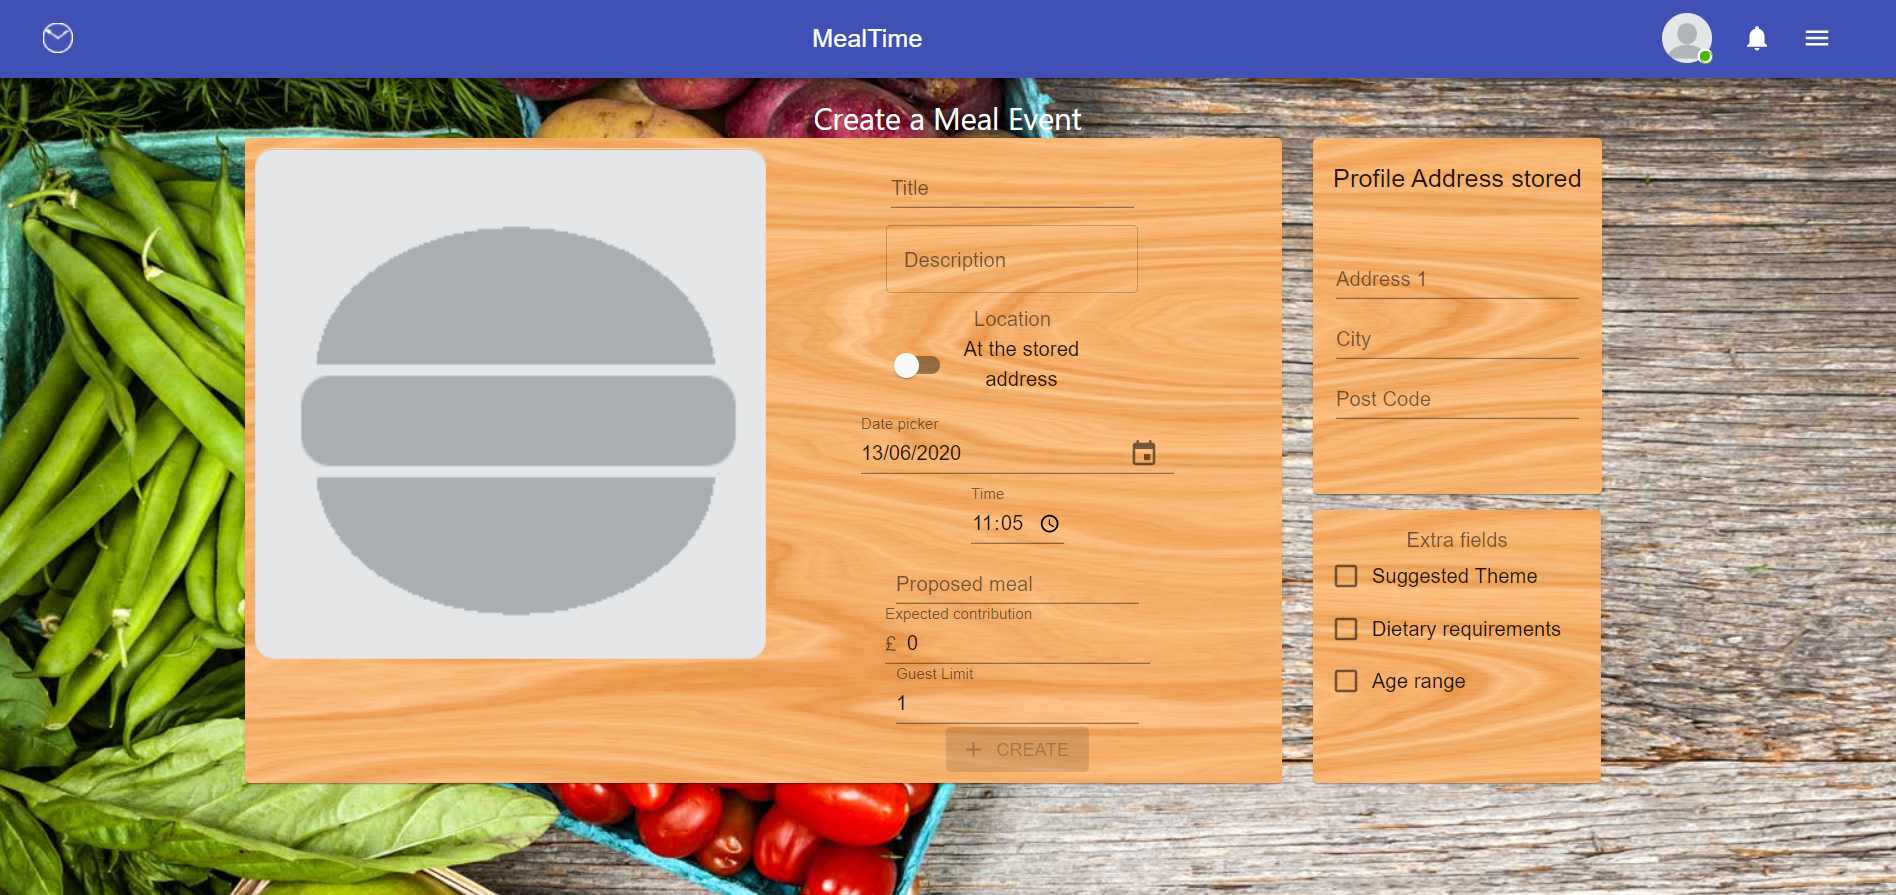 MealTime
Create a Meal Event
Title
Description
Location
At the stored
address
Date picker
13/06/2020
Time
11:05
Proposed meal
Expected contribution
£ 0
Guest Limit
1
+ CREATE
Profile Address stored
Address 1
City
Post Code
Extra fields
Suggested Theme
Dietary requirements
Age range